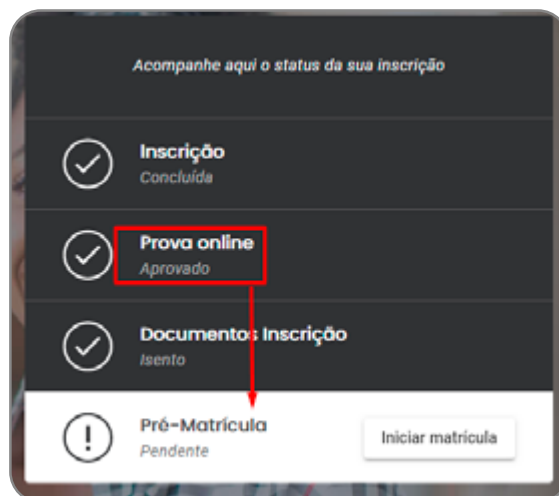 Acompanhe aqui o status da sua inscrição
Inscrição
Concluída
Prova online
Aprovado
Documentos Inscrição
Isento
Pré-Matrícula
Pendente
Iniciar matrícula